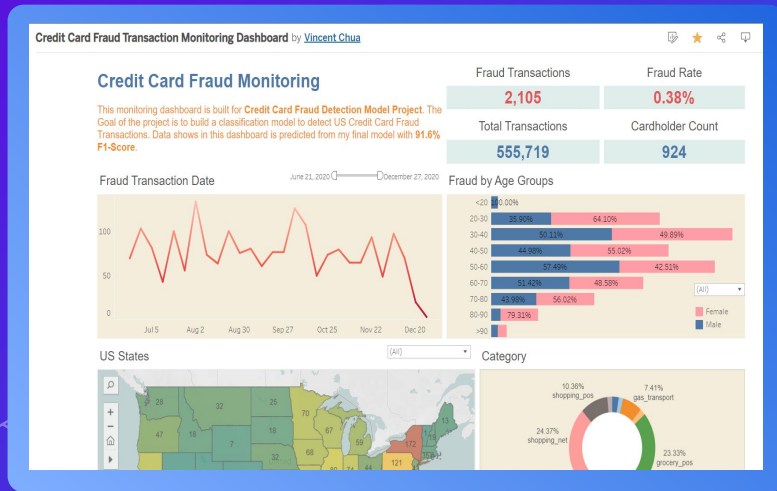 Credit Card Fraud Transaction Monitoring Dashboard by Vincent Chua
Credit Card Fraud Monitoring
This monitoring dashboard is built for Credit Card Fraud Detection Model Project. The
Goal of the project is to build a classification model to detect US Credit Card Fraud
Transactions. Data shows in this dashboard is predicted from my final model with 91.6%
F1-Score.
Fraud Transactions
Fraud Rate
2,105
0.38%
Total Transactions
Cardholder Count
555,719
924
Fraud Transaction Date
June 21, 2020
December 27, 2020
100
50
0
Jul 5
Aug 2
Aug 30
Sep 27
Oct 25
Nov 22
Dec 20
Fraud by Age Groups
<20 100.00%
20-30 35.90% 64.10%
30-40 50.11% 49.89%
40-50 44.98% 55.02%
50-60 57.49% 42.51%
60-70 51.42% 48.58%
70-80 43.98% 56.02%
80-90 79.31%
>90
(All)
Female
Male
US States
(All)
28
32
25
70
13
47
18
7
16
67
59
172
32
68
121
44
Category
10.36%
shopping_pos
7.41%
gas_transport
24.37%
shopping_net
23.33%
grocery_pos